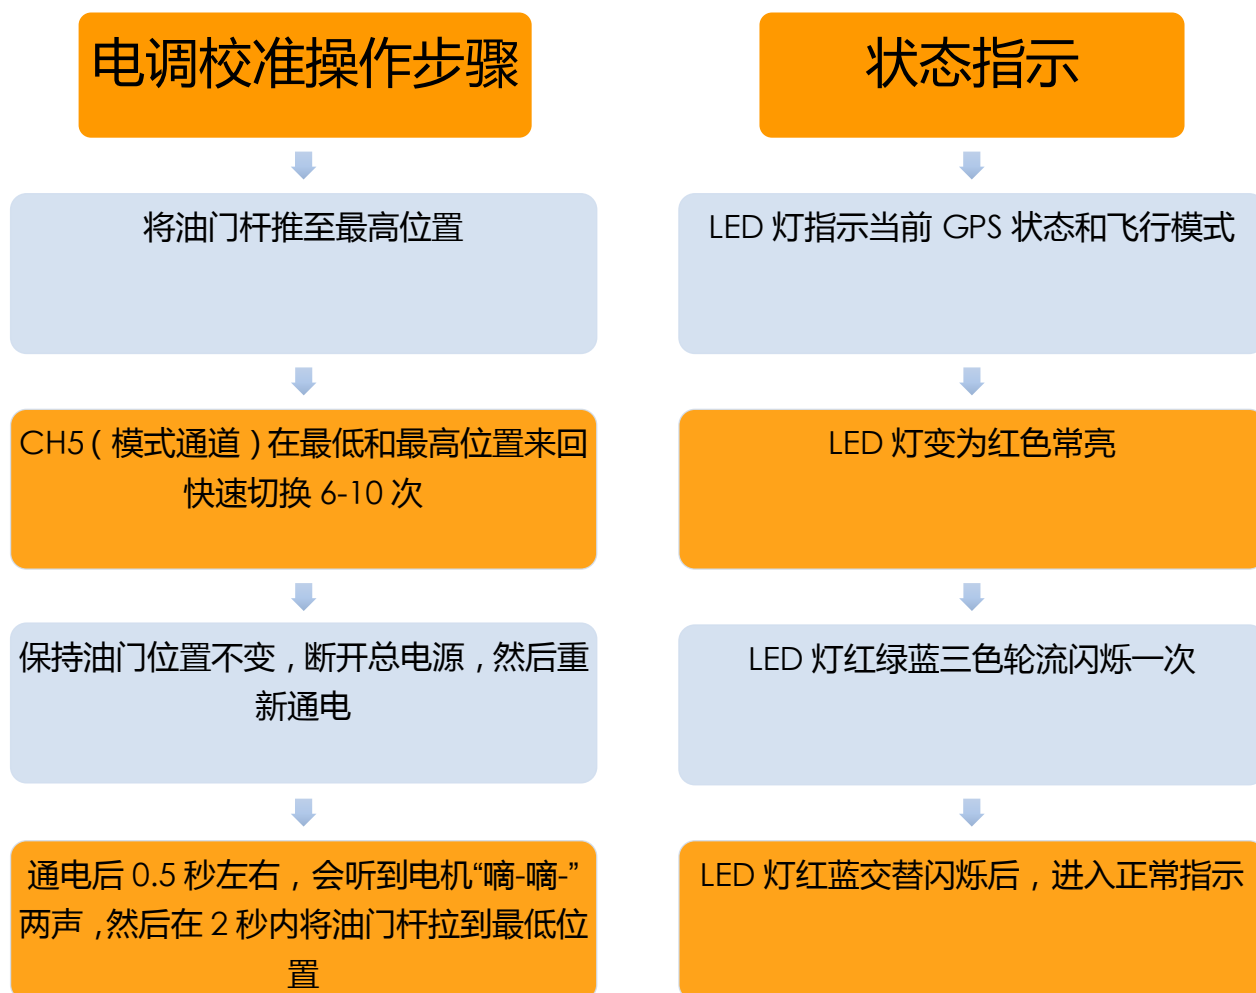 电调校准操作步骤
将油门杆推至最高位置
CH5（模式通道）在最低和最高位置来回
快速切换 6-10 次
保持油门位置不变，断开总电源，然后重
新通电
通电后 0.5 秒左右，会听到电机“嘀-嘀-”
两声，然后在 2 秒内将油门杆拉到最低位
置
状态指示
LED 灯指示当前 GPS 状态和飞行模式
LED 灯变为红色常亮
LED 灯红绿蓝三色轮流闪烁一次
LED 灯红蓝交替闪烁后，进入正常指示